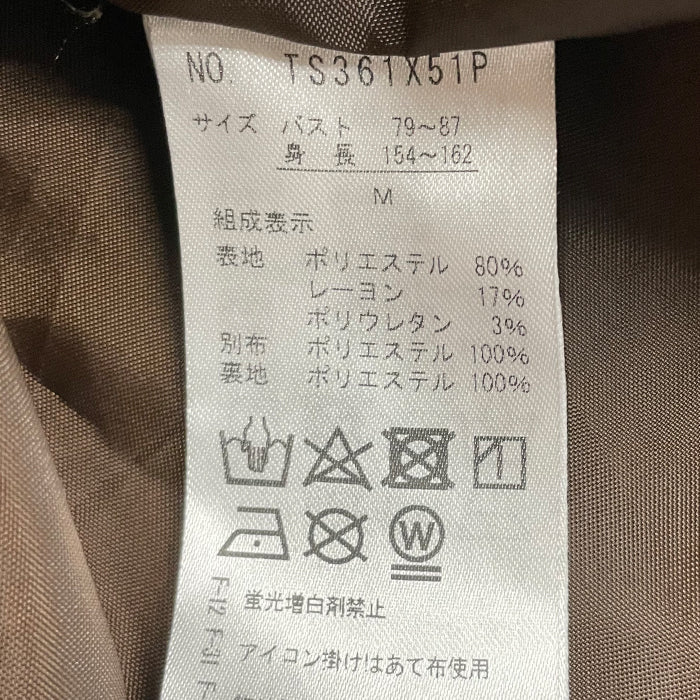 NO. TS361X51P
サイズ バスト 79～87
身長 154～162
M
組成表示
表地 ポリエステル 80%
レーヨン 17%
ポリウレタン 3%
別布 ポリエステル 100%
裏地 ポリエステル 100%
W
F-12 蛍光増白剤禁止
F-31 アイコン掛けはあて布使用
F